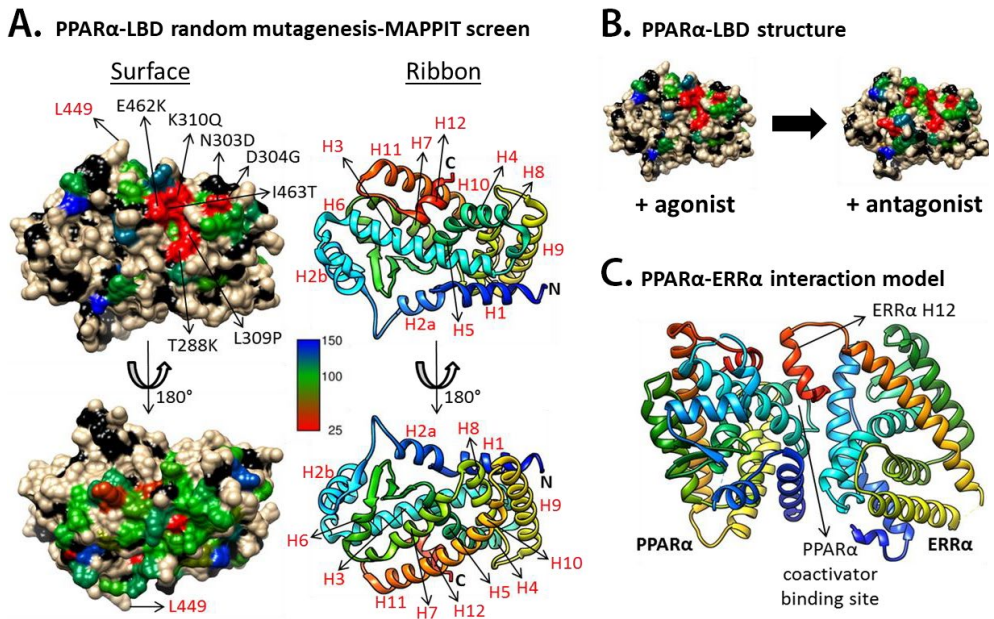 A. PPARα-LBD random mutagenesis-MAPPIT screen
Surface
Ribbon
L449
E462K
K310Q
N303D
D304G
I463T
L309P
T288K
180°
L449
150
100
25
H3
H11
H7
H12
C
H10
H4
H8
H6
H9
H2b
H2a
H5
H1
N
180°
H2a
H8
H1
N
H2b
H9
H6
H3
H10
H11
C
H5
H4
H7
H12
B. PPARα-LBD structure
+ agonist
+ antagonist
C. PPARα-ERRα interaction model
ERRα H12
PPARα
PPARα
coactivator
binding site
ERRα